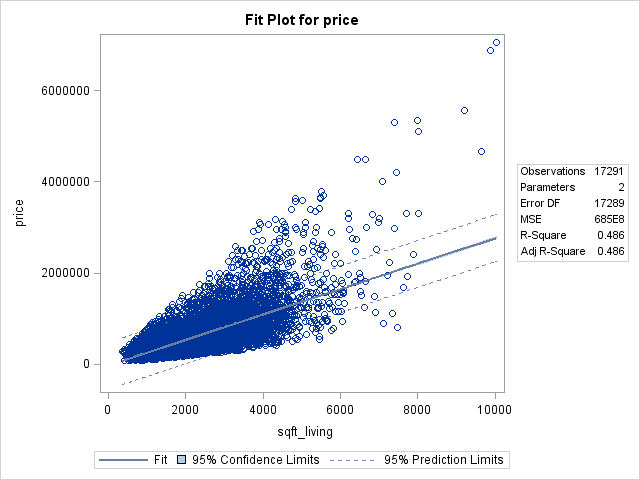 Fit Plot for price
price
6000000
4000000
2000000
0
0 2000 4000 6000 8000 10000
sqft_living
Observations 17291
Parameters 2
Error DF 17289
MSE 685E8
R-Square 0.486
Adj R-Square 0.486
Fit 95% Confidence Limits 95% Prediction Limits